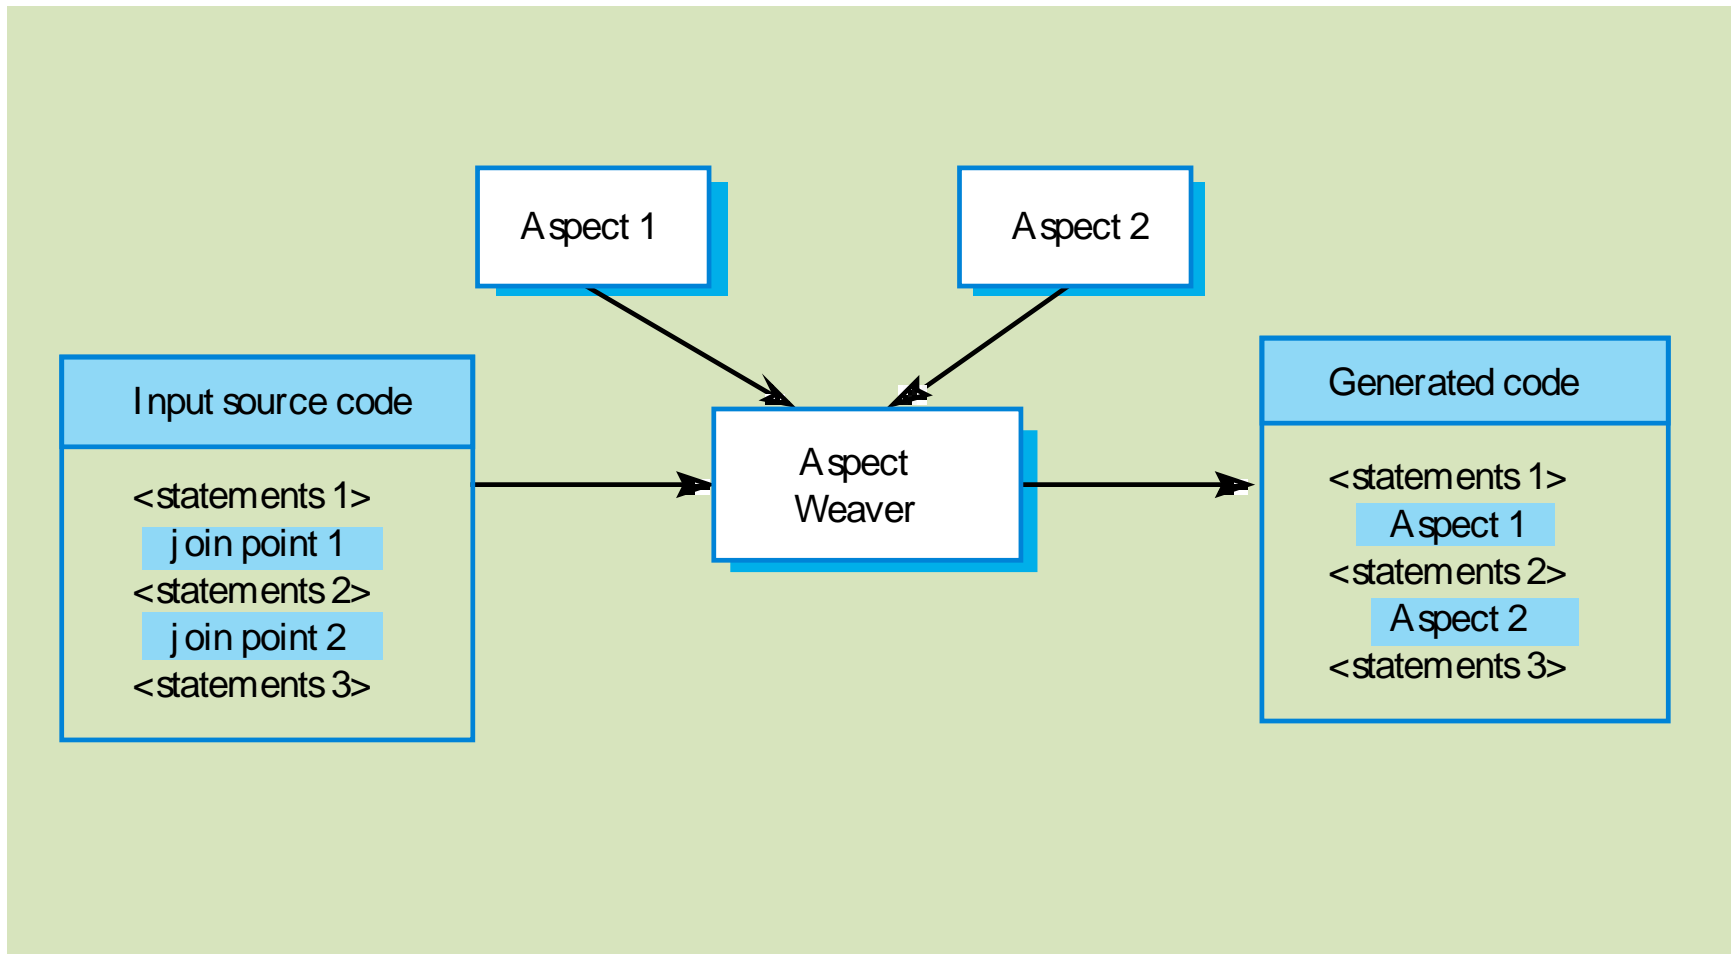 Aspect 1
Aspect 2
Input source code
<statements 1>
join point 1
<statements 2>
join point 2
<statements 3>
Aspect
Weaver
Generated code
<statements 1>
Aspect 1
<statements 2>
Aspect 2
<statements 3>